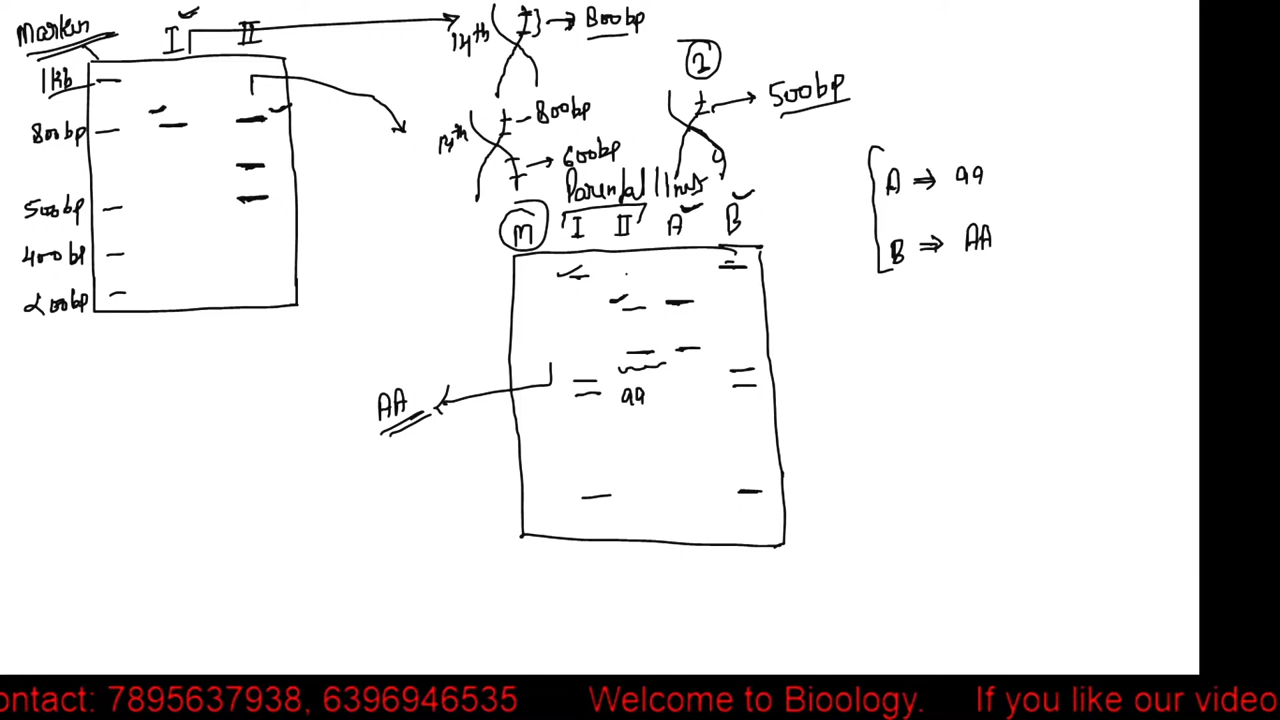 Marker
I II
1kb
800bp
500bp
400bp
200bp
14th I } → 800bp
14th
800bp
600bp
2
500bp
Parental lines
M I II A B
aa
AA
A ⇒ aa
B ⇒ AA
ontact: 7895637938, 6396946535 Welcome to Bioology. If you like our video